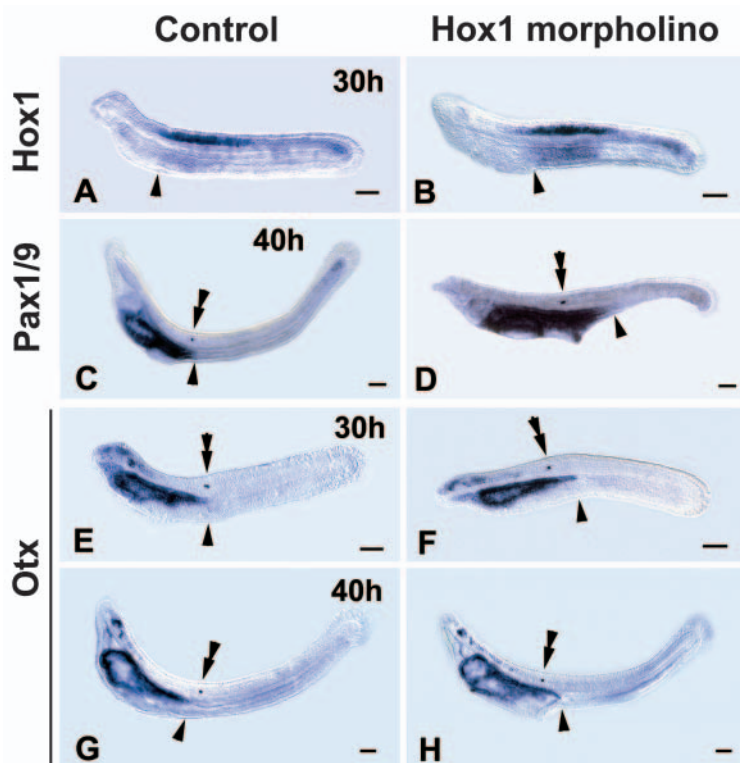 Control Hox1 morpholino
Hox1
30h
A B
Pax1/9
40h
C D
Otx
30h
E F
40h
G H